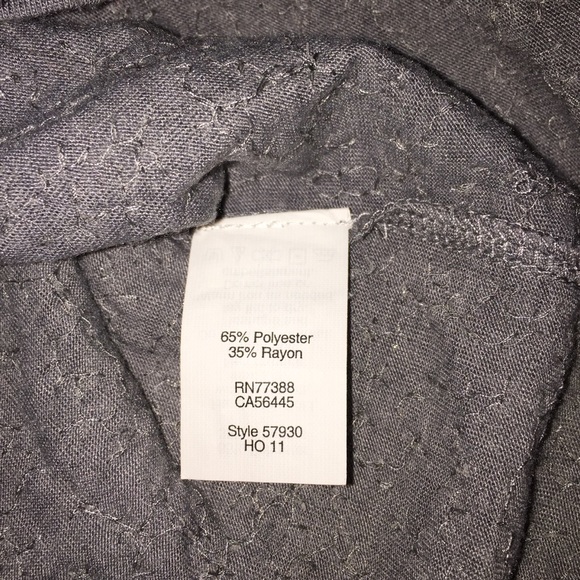 65% Polyester
35% Rayon
RN77388
CA56445
Style 57930
HO 11